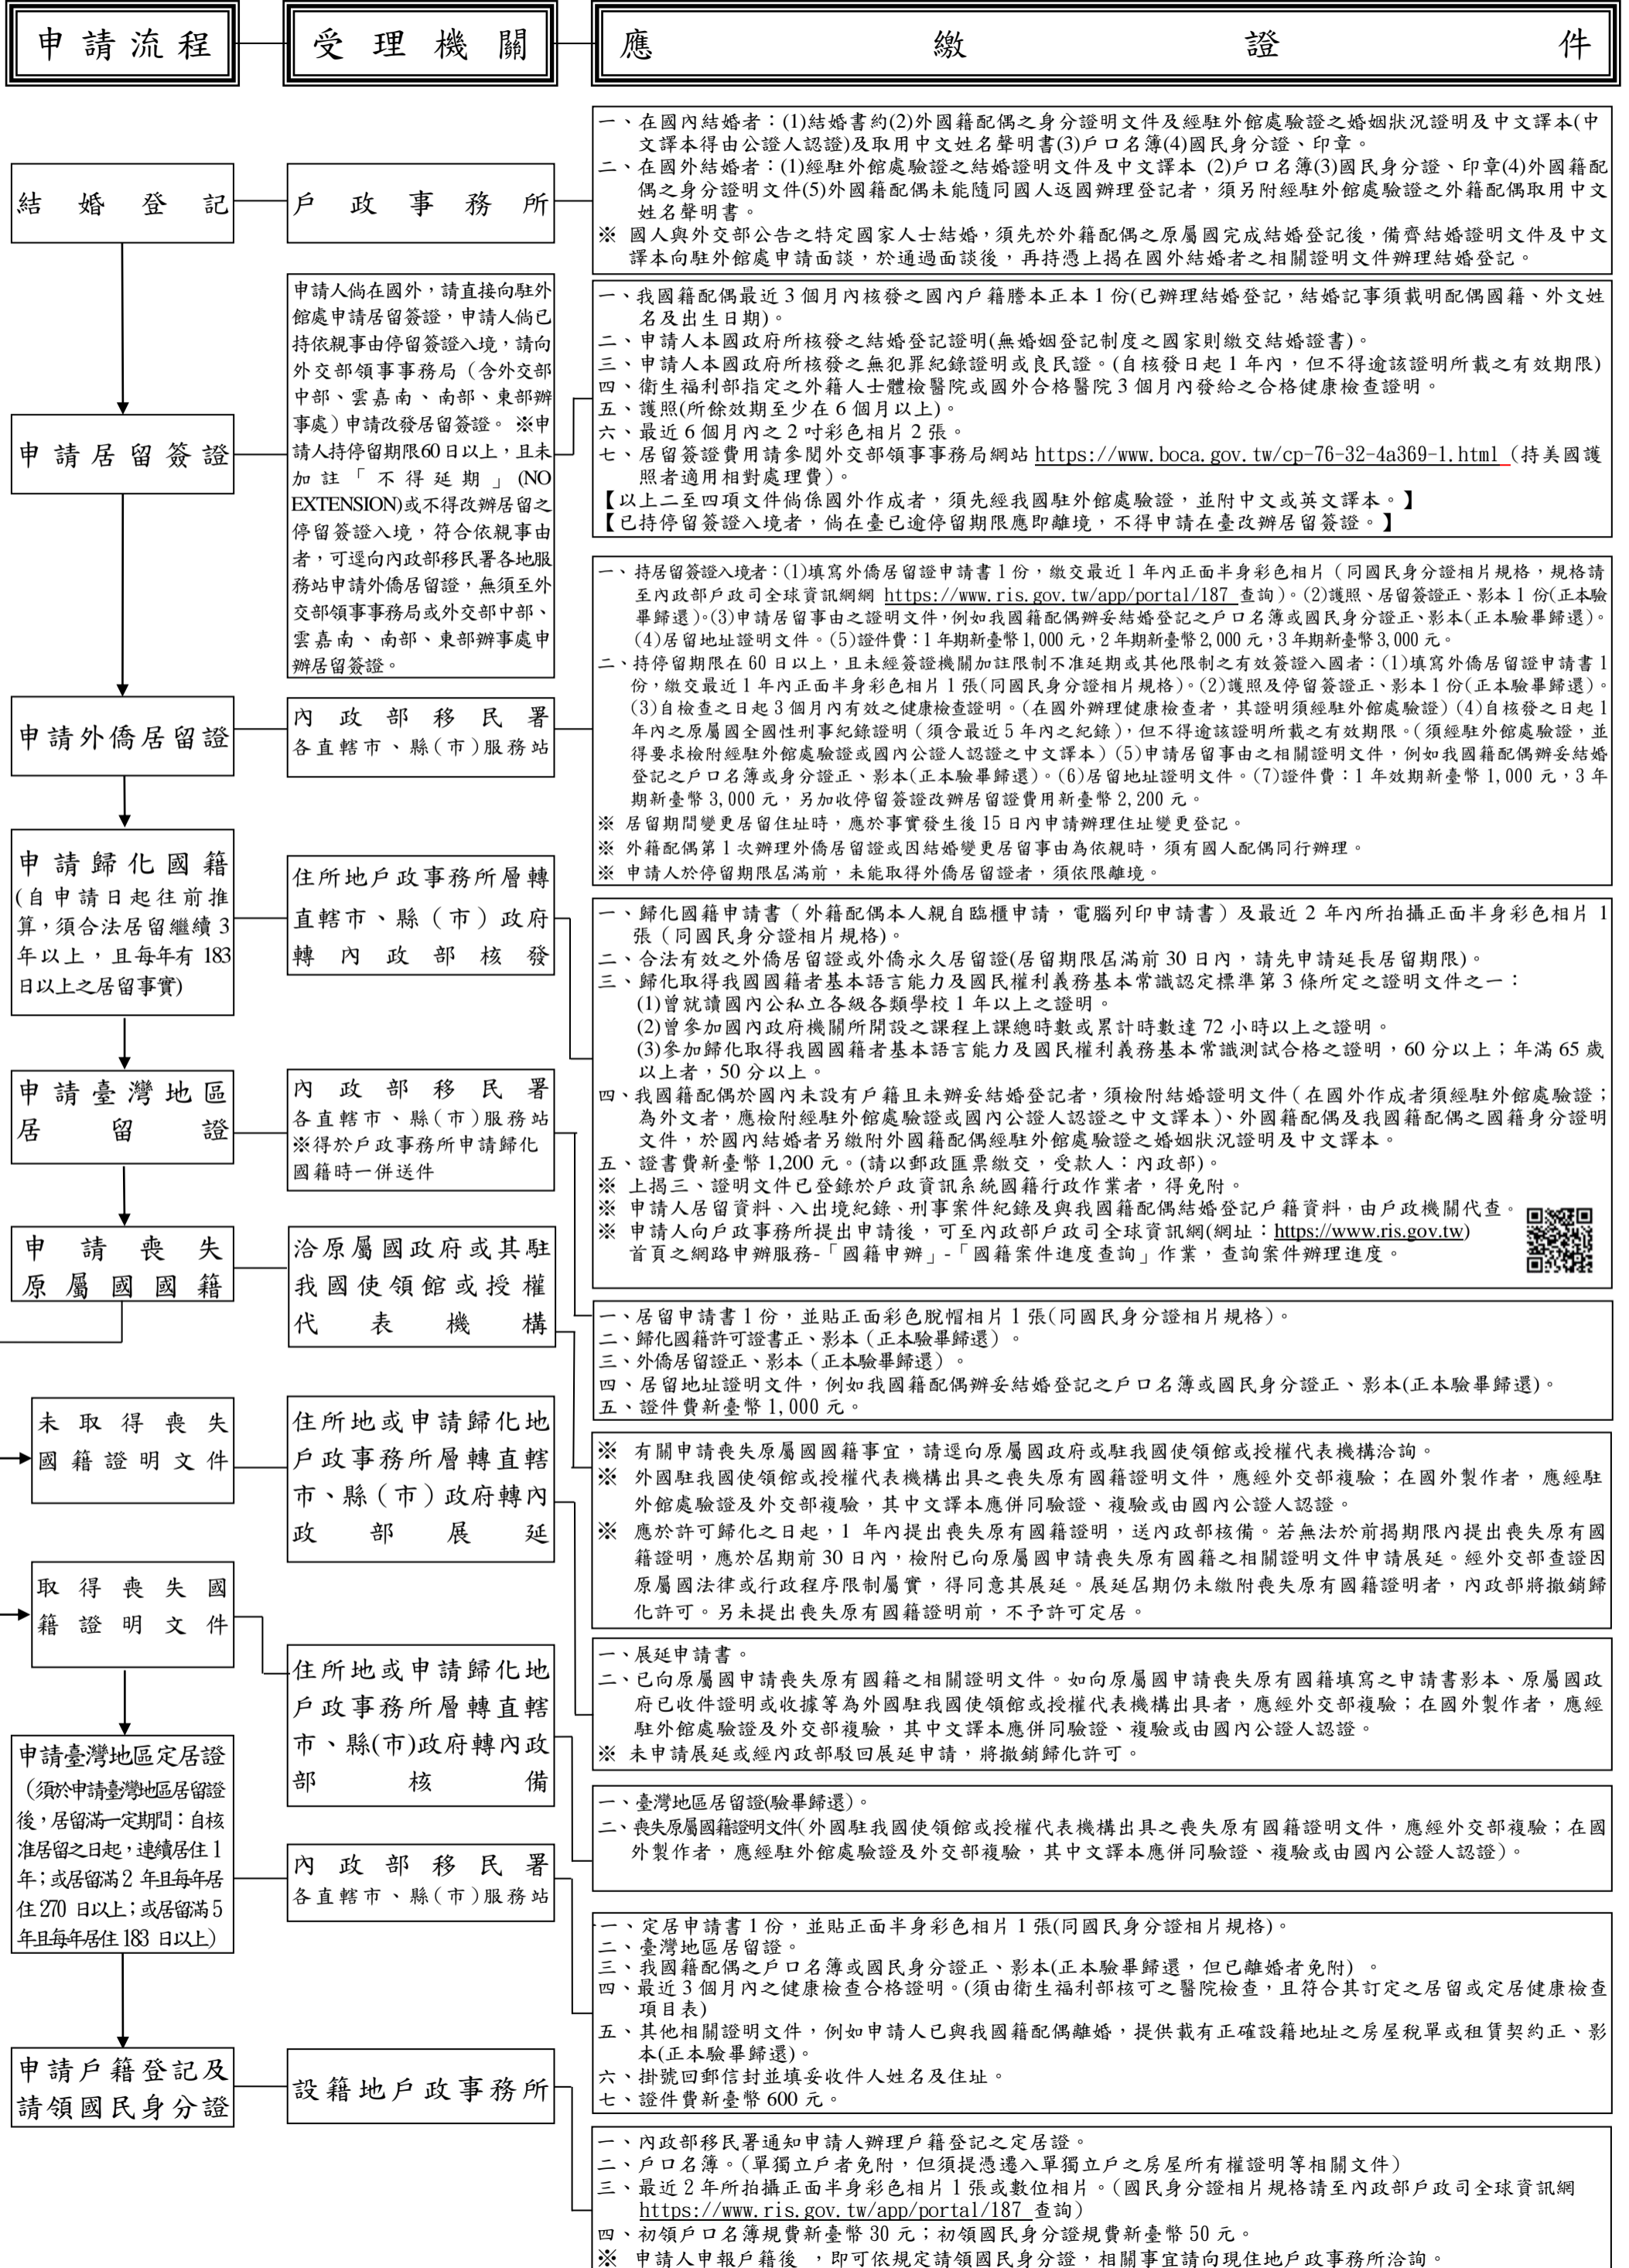 申請流程
受理機關
應繳證件
結婚登記
戶政事務所
一、在國內結婚者：(1)結婚書約(2)外國籍配偶之身分證明文件及經駐外館處驗證之婚姻狀況證明及中文譯本(中
文譯本得由公證人認證)及取用中文姓名聲明書(3)戶口名簿(4)國民身分證、印章。
二、在國外結婚者：(1)經駐外館處驗證之結婚證明文件及中文譯本 (2)戶口名簿(3)國民身分證、印章(4)外國籍配
偶之身分證明文件(5)外國籍配偶未能隨同國人返國辦理登記者，須另附經駐外館處驗證之外籍配偶取用中文
姓名聲明書。
※ 國人與外交部公告之特定國家人士結婚，須先於外籍配偶之原屬國完成結婚登記後，備齊結婚證明文件及中文
譯本向駐外館處申請面談，於通過面談後，再持憑上揭在國外結婚者之相關證明文件辦理結婚登記。
申請居留簽證
申請人倘在國外，請直接向駐外
館處申請居留簽證，申請人倘已
持依親事由停留簽證入境，請向
外交部領事事務局（含外交部
中部、雲嘉南、南部、東部辦
事處）申請改發居留簽證。 ※申
請人持停留期限60日以上，且未
加註「不得延期」(NO
EXTENSION)或不得改辦居留之
停留簽證入境，符合依親事由
者，可逕向內政部移民署各地服
務站申請外僑居留證，無須至外
交部領事事務局或外交部中部、
雲嘉南、南部、東部辦事處申
辦居留簽證。
一、我國籍配偶最近 3 個月內核發之國內戶籍謄本正本 1 份(已辦理結婚登記，結婚記事須載明配偶國籍、外文姓
名及出生日期)。
二、申請人本國政府所核發之結婚登記證明(無婚姻登記制度之國家則繳交結婚證書)。
三、申請人本國政府所核發之無犯罪紀錄證明或良民證。(自核發日起 1 年內，但不得逾該證明所載之有效期限)
四、衛生福利部指定之外籍人士體檢醫院或國外合格醫院 3 個月內發給之合格健康檢查證明。
五、護照(所餘效期至少在 6 個月以上)。
六、最近 6 個月內之 2 吋彩色相片 2 張。
七、居留簽證費用請參閱外交部領事事務局網站 https://www.boca.gov.tw/cp-76-32-4a369-1.html (持美國護
照者適用相對處理費)。
【以上二至四項文件倘係國外作成者，須先經我國駐外館處驗證，並附中文或英文譯本。】
【已持停留簽證入境者，倘在臺已逾停留期限應即離境，不得申請在臺改辦居留簽證。】
申請外僑居留證
內政部移民署
各直轄市、縣(市)服務站
一、持居留簽證入境者：(1)填寫外僑居留證申請書 1 份，繳交最近 1 年內正面半身彩色相片（同國民身分證相片規格，規格請
至內政部戶政司全球資訊網網 https://www.ris.gov.tw/app/portal/187 查詢）。(2)護照、居留簽證正、影本 1 份(正本驗
畢歸還)。(3)申請居留事由之證明文件，例如我國籍配偶辦妥結婚登記之戶口名簿或國民身分證正、影本(正本驗畢歸還)。
(4)居留地址證明文件。(5)證件費：1 年期新臺幣 1,000 元，2 年期新臺幣 2,000 元，3 年期新臺幣 3,000 元。
二、持停留期限在 60 日以上，且未經簽證機關加註限制不准延期或其他限制之有效簽證入國者：(1)填寫外僑居留證申請書 1
份，繳交最近 1 年內正面半身彩色相片 1 張(同國民身分證相片規格)。(2)護照及停留簽證正、影本 1 份(正本驗畢歸還)。
(3)自檢查之日起 3 個月內有效之健康檢查證明。(在國外辦理健康檢查者，其證明須經駐外館處驗證) (4)自核發之日起 1
年內之原屬國全國性刑事紀錄證明（須含最近 5 年內之紀錄)，但不得逾該證明所載之有效期限。(須經駐外館處驗證，並
得要求檢附經駐外館處驗證或國內公證人認證之中文譯本) (5)申請居留事由之相關證明文件，例如我國籍配偶辦妥結婚
登記之戶口名簿或身分證正、影本(正本驗畢歸還)。(6)居留地址證明文件。(7)證件費：1 年效期新臺幣 1,000 元，3 年
期新臺幣 3,000 元，另加收停留簽證改辦居留證費用新臺幣 2,200 元。
※ 居留期間變更居留住址時，應於事實發生後 15 日內申請辦理住址變更登記。
※ 外籍配偶第 1 次辦理外僑居留證或因結婚變更居留事由為依親時，須有國人配偶同行辦理。
※ 申請人於停留期限屆滿前，未能取得外僑居留證者，須依限離境。
申請歸化國籍
(自申請日起往前推
算，須合法居留繼續 3
年以上，且每年有 183
日以上之居留事實)
住所地戶政事務所層轉
直轄市、縣（市）政府
轉內政部核發
一、歸化國籍申請書（外籍配偶本人親自臨櫃申請，電腦列印申請書）及最近 2 年內所拍攝正面半身彩色相片 1
張（同國民身分證相片規格)。
二、合法有效之外僑居留證或外僑永久居留證(居留期限屆滿前 30 日內，請先申請延長居留期限)。
三、歸化取得我國國籍者基本語言能力及國民權利義務基本常識認定標準第 3 條所定之證明文件之一：
(1)曾就讀國內公私立各級各類學校 1 年以上之證明。
(2)曾參加國內政府機關所開設之課程上課總時數或累計時數達 72 小時以上之證明。
(3)參加歸化取得我國國籍者基本語言能力及國民權利義務基本常識測試合格之證明，60 分以上；年滿 65 歲
以上者，50 分以上。
四、我國籍配偶於國內未設有戶籍且未辦妥結婚登記者，須檢附結婚證明文件（在國外作成者須經駐外館處驗證；
為外文者，應檢附經駐外館處驗證或國內公證人認證之中文譯本）、外國籍配偶及我國籍配偶之國籍身分證明
文件，於國內結婚者另繳附外國籍配偶經駐外館處驗證之婚姻狀況證明及中文譯本。
五、證書費新臺幣 1,200 元。(請以郵政匯票繳交，受款人：內政部)。
※ 上揭三、證明文件已登錄於戶政資訊系統國籍行政作業者，得免附。
※ 申請人居留資料、入出境紀錄、刑事案件紀錄及與我國籍配偶結婚登記戶籍資料，由戶政機關代查。
※ 申請人向戶政事務所提出申請後，可至內政部戶政司全球資訊網(網址：https://www.ris.gov.tw)
首頁之網路申辦服務-「國籍申辦」-「國籍案件進度查詢」作業，查詢案件辦理進度。
申請臺灣地區
居留證
內政部移民署
各直轄市、縣(市)服務站
※得於戶政事務所申請歸化
國籍時一併送件
一、居留申請書 1 份，並貼正面彩色脫帽相片 1 張(同國民身分證相片規格)。
二、歸化國籍許可證書正、影本（正本驗畢歸還）。
三、外僑居留證正、影本（正本驗畢歸還）。
四、居留地址證明文件，例如我國籍配偶辦妥結婚登記之戶口名簿或國民身分證正、影本(正本驗畢歸還)。
五、證件費新臺幣 1,000 元。
申請喪失
原屬國國籍
洽原屬國政府或其駐
我國使領館或授權
代表機構
※ 有關申請喪失原屬國國籍事宜，請逕向原屬國政府或駐我國使領館或授權代表機構洽詢。
※ 外國駐我國使領館或授權代表機構出具之喪失原有國籍證明文件，應經外交部複驗；在國外製作者，應經駐
外館處驗證及外交部複驗，其中文譯本應併同驗證、複驗或由國內公證人認證。
※ 應於許可歸化之日起，1 年內提出喪失原有國籍證明，送內政部核備。若無法於前揭期限內提出喪失原有國
籍證明，應於屆期前 30 日內，檢附已向原屬國申請喪失原有國籍之相關證明文件申請展延。經外交部查證因
原屬國法律或行政程序限制屬實，得同意其展延。展延屆期仍未繳附喪失原有國籍證明者，內政部將撤銷歸
化許可。另未提出喪失原有國籍證明前，不予許可定居。
未取得喪失
國籍證明文件
住所地或申請歸化地
戶政事務所層轉直轄
市、縣（市）政府轉內
政部展延
一、展延申請書。
二、已向原屬國申請喪失原有國籍之相關證明文件。如向原屬國申請喪失原有國籍填寫之申請書影本、原屬國政
府已收件證明或收據等為外國駐我國使領館或授權代表機構出具者，應經外交部複驗；在國外製作者，應經
駐外館處驗證及外交部複驗，其中文譯本應併同驗證、複驗或由國內公證人認證。
※ 未申請展延或經內政部駁回展延申請，將撤銷歸化許可。
取得喪失國
籍證明文件
住所地或申請歸化地
戶政事務所層轉直轄
市、縣(市)政府轉內政
部核備
一、臺灣地區居留證(驗畢歸還)。
二、喪失原屬國籍證明文件(外國駐我國使領館或授權代表機構出具之喪失原有國籍證明文件，應經外交部複驗；在國
外製作者，應經駐外館處驗證及外交部複驗，其中文譯本應併同驗證、複驗或由國內公證人認證)。
申請臺灣地區定居證
（須於申請臺灣地區居留證
後，居留滿一定期間：自核
准居留之日起，連續居住 1
年；或居留滿 2 年且每年居
住 270 日以上；或居留滿 5
年且每年居住 183 日以上）
內政部移民署
各直轄市、縣(市)服務站
一、定居申請書 1 份，並貼正面半身彩色相片 1 張(同國民身分證相片規格)。
二、臺灣地區居留證。
三、我國籍配偶之戶口名簿或國民身分證正、影本(正本驗畢歸還，但已離婚者免附) 。
四、最近 3 個月內之健康檢查合格證明。(須由衛生福利部核可之醫院檢查，且符合其訂定之居留或定居健康檢查
項目表)
五、其他相關證明文件，例如申請人已與我國籍配偶離婚，提供載有正確設籍地址之房屋稅單或租賃契約正、影
本(正本驗畢歸還)。
六、掛號回郵信封並填妥收件人姓名及住址。
七、證件費新臺幣 600 元。
申請戶籍登記及
請領國民身分證
設籍地戶政事務所
一、內政部移民署通知申請人辦理戶籍登記之定居證。
二、戶口名簿。(單獨立戶者免附，但須提憑遷入單獨立戶之房屋所有權證明等相關文件)
三、最近 2 年所拍攝正面半身彩色相片 1 張或數位相片。(國民身分證相片規格請至內政部戶政司全球資訊網
https://www.ris.gov.tw/app/portal/187 查詢)
四、初領戶口名簿規費新臺幣 30 元；初領國民身分證規費新臺幣 50 元。
※ 申請人申報戶籍後 ，即可依規定請領國民身分證，相關事宜請向現住地戶政事務所洽詢。